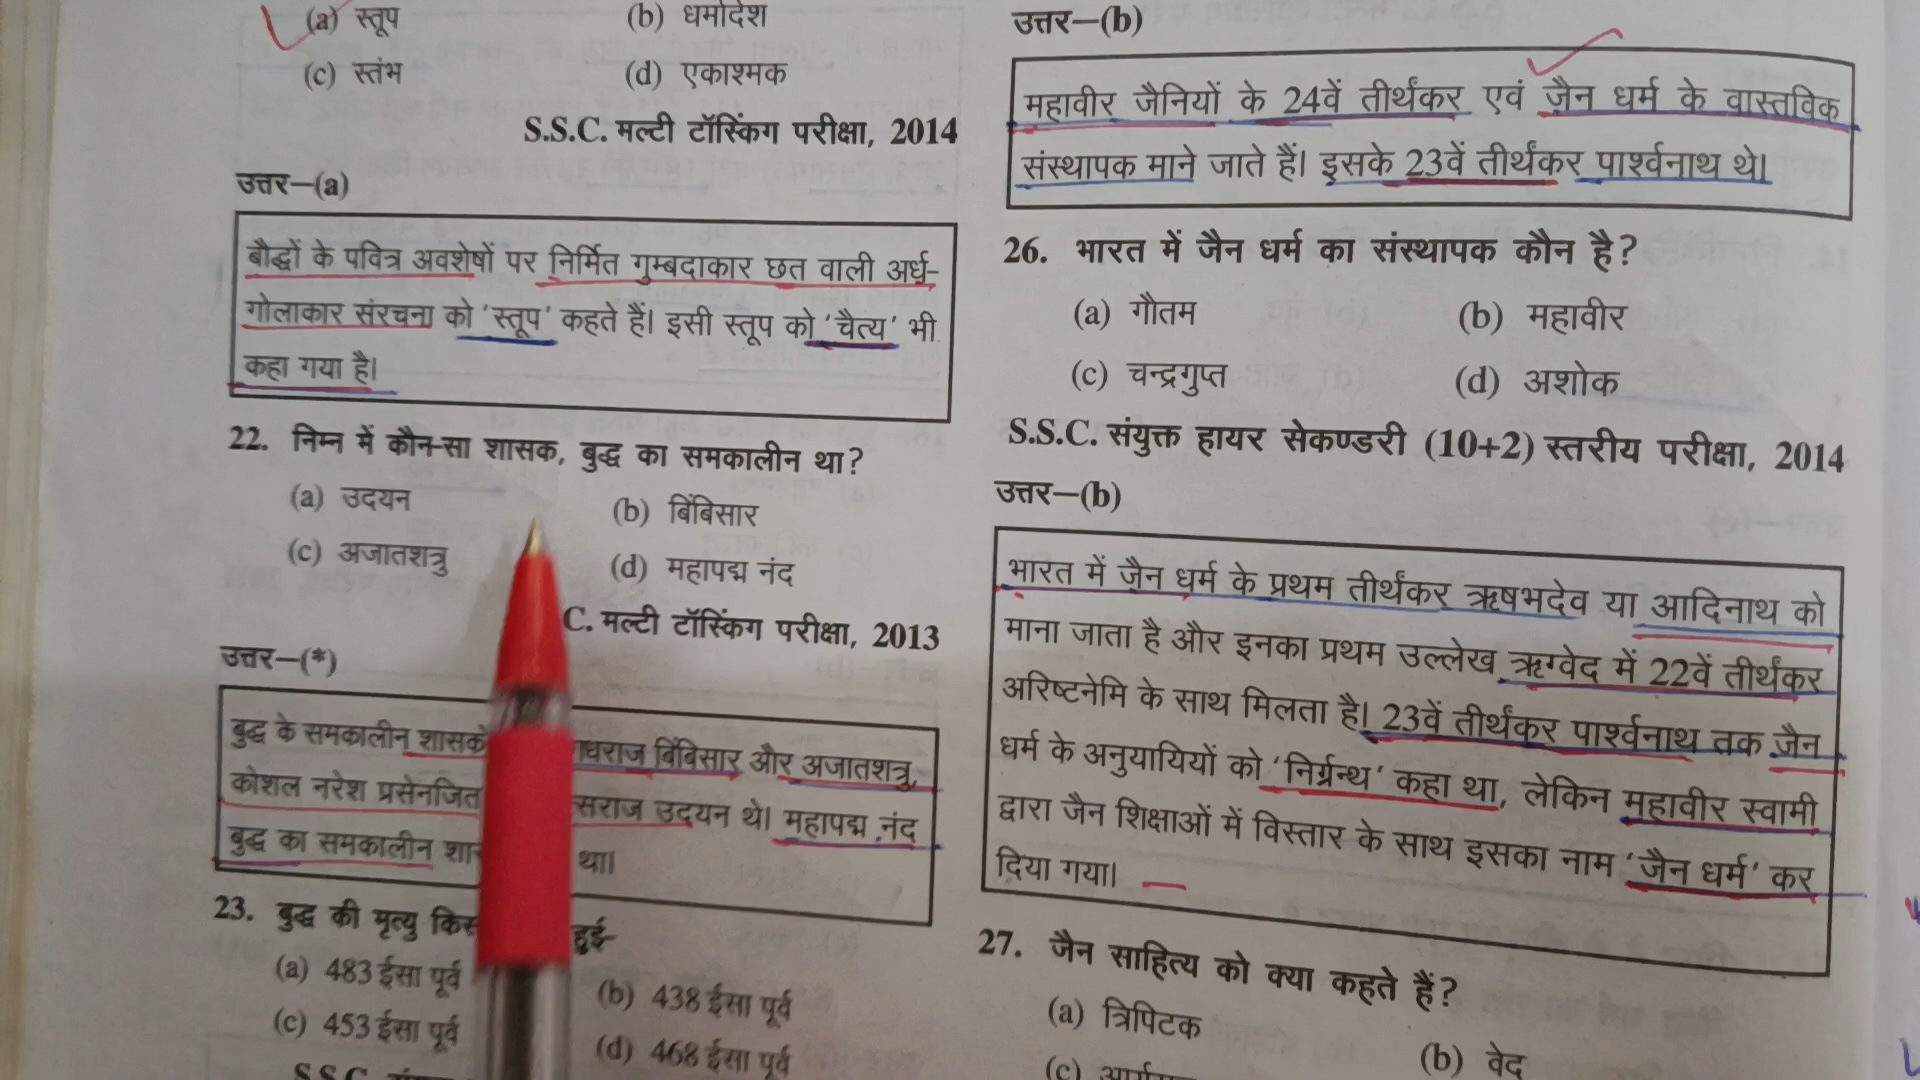 (a) स्तूप
(b) धर्मादेश
(c) स्तंभ
(d) एकाश्मक
S.S.C. मल्टी टॉस्किंग परीक्षा, 2014
उत्तर—(a)
बौद्धों के पवित्र अवशेषों पर निर्मित गुम्बदाकार छत वाली अर्ध-
गोलाकार संरचना को 'स्तूप' कहते हैं। इसी स्तूप को 'चैत्य' भी
कहा गया है।
22. निम्न में कौन-सा शासक, बुद्ध का समकालीन था?
(a) उदयन
(b) बिंबिसार
(c) अजातशत्रु
(d) महापद्म नंद
C. मल्टी टॉस्किंग परीक्षा, 2013
उत्तर—(*)
बुद्ध के समकालीन बिंबिसार और अजातशत्रु,
कोशल नरेश प्रसेनजित उदयन थे। महापद्म नंद
बुद्ध का समकालीन था।
23. बुद्ध की मृत्यु हुई-
(a) 483 ईसा पूर्व
(b) 438 ईसा पूर्व
(c) 453 ईसा पूर्व
(d) 468 ईसा पूर्व
S.S.C.
उत्तर—(b)
महावीर जैनियों के 24वें तीर्थंकर एवं जैन धर्म के वास्तविक
संस्थापक माने जाते हैं। इसके 23वें तीर्थंकर पार्श्वनाथ थे।
26. भारत में जैन धर्म का संस्थापक कौन है?
(a) गौतम
(b) महावीर
(c) चन्द्रगुप्त
(d) अशोक
S.S.C. संयुक्त हायर सेकण्डरी (10+2) स्तरीय परीक्षा, 2014
उत्तर—(b)
भारत में जैन धर्म के प्रथम तीर्थंकर ऋषभदेव या आदिनाथ को
माना जाता है और इनका प्रथम उल्लेख ऋग्वेद में 22वें तीर्थंकर
अरिष्टनेमि के साथ मिलता है। 23वें तीर्थंकर पार्श्वनाथ तक जैन
धर्म के अनुयायियों को 'निर्ग्रन्थ' कहा था, लेकिन महावीर स्वामी
द्वारा जैन शिक्षाओं में विस्तार के साथ इसका नाम 'जैन धर्म' कर
दिया गया।
27. जैन साहित्य को क्या कहते हैं?
(a) त्रिपिटक
(b) वेद
(c)